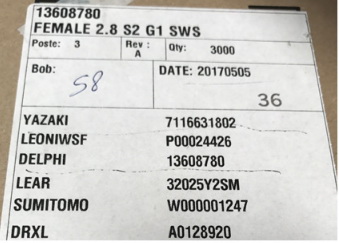 13608780
FEMALE 2.8 S2 G1 SWS
Poste: 3 Rev: A Qty: 3000
Bob: 58 DATE: 20170505
36
YAZAKI 7116631802
LEONIWSF P00024426
DELPHI 13608780
LEAR 32025Y2SM
SUMITOMO W000001247
DRXL A0128920